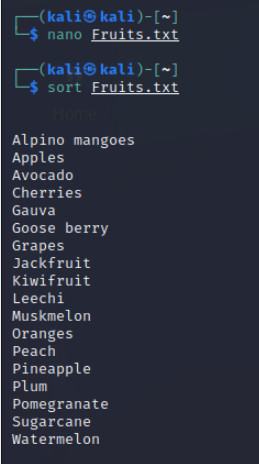 ┌──(kali㉿kali)-[~]
└─$ nano Fruits.txt
┌──(kali㉿kali)-[~]
└─$ sort Fruits.txt
Home
Alpino mangoes
Apples
Avocado
Cherries
Gauva
Goose berry
Grapes
Jackfruit
Kiwifruit
Leechi
Muskmelon
Oranges
Peach
Pineapple
Plum
Pomegranate
Sugarcane
Watermelon